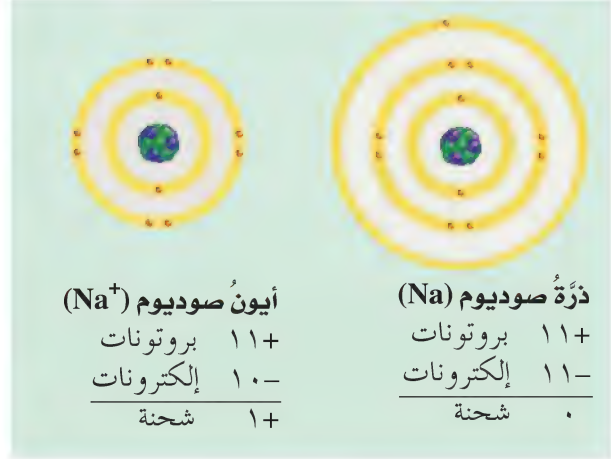 ذرَّةُ صوديوم (Na)
+١١ بروتونات
−١١ إلكترونات
٠ شحنة
أيونُ صوديوم (Na⁺)
+١١ بروتونات
−١٠ إلكترونات
+١ شحنة